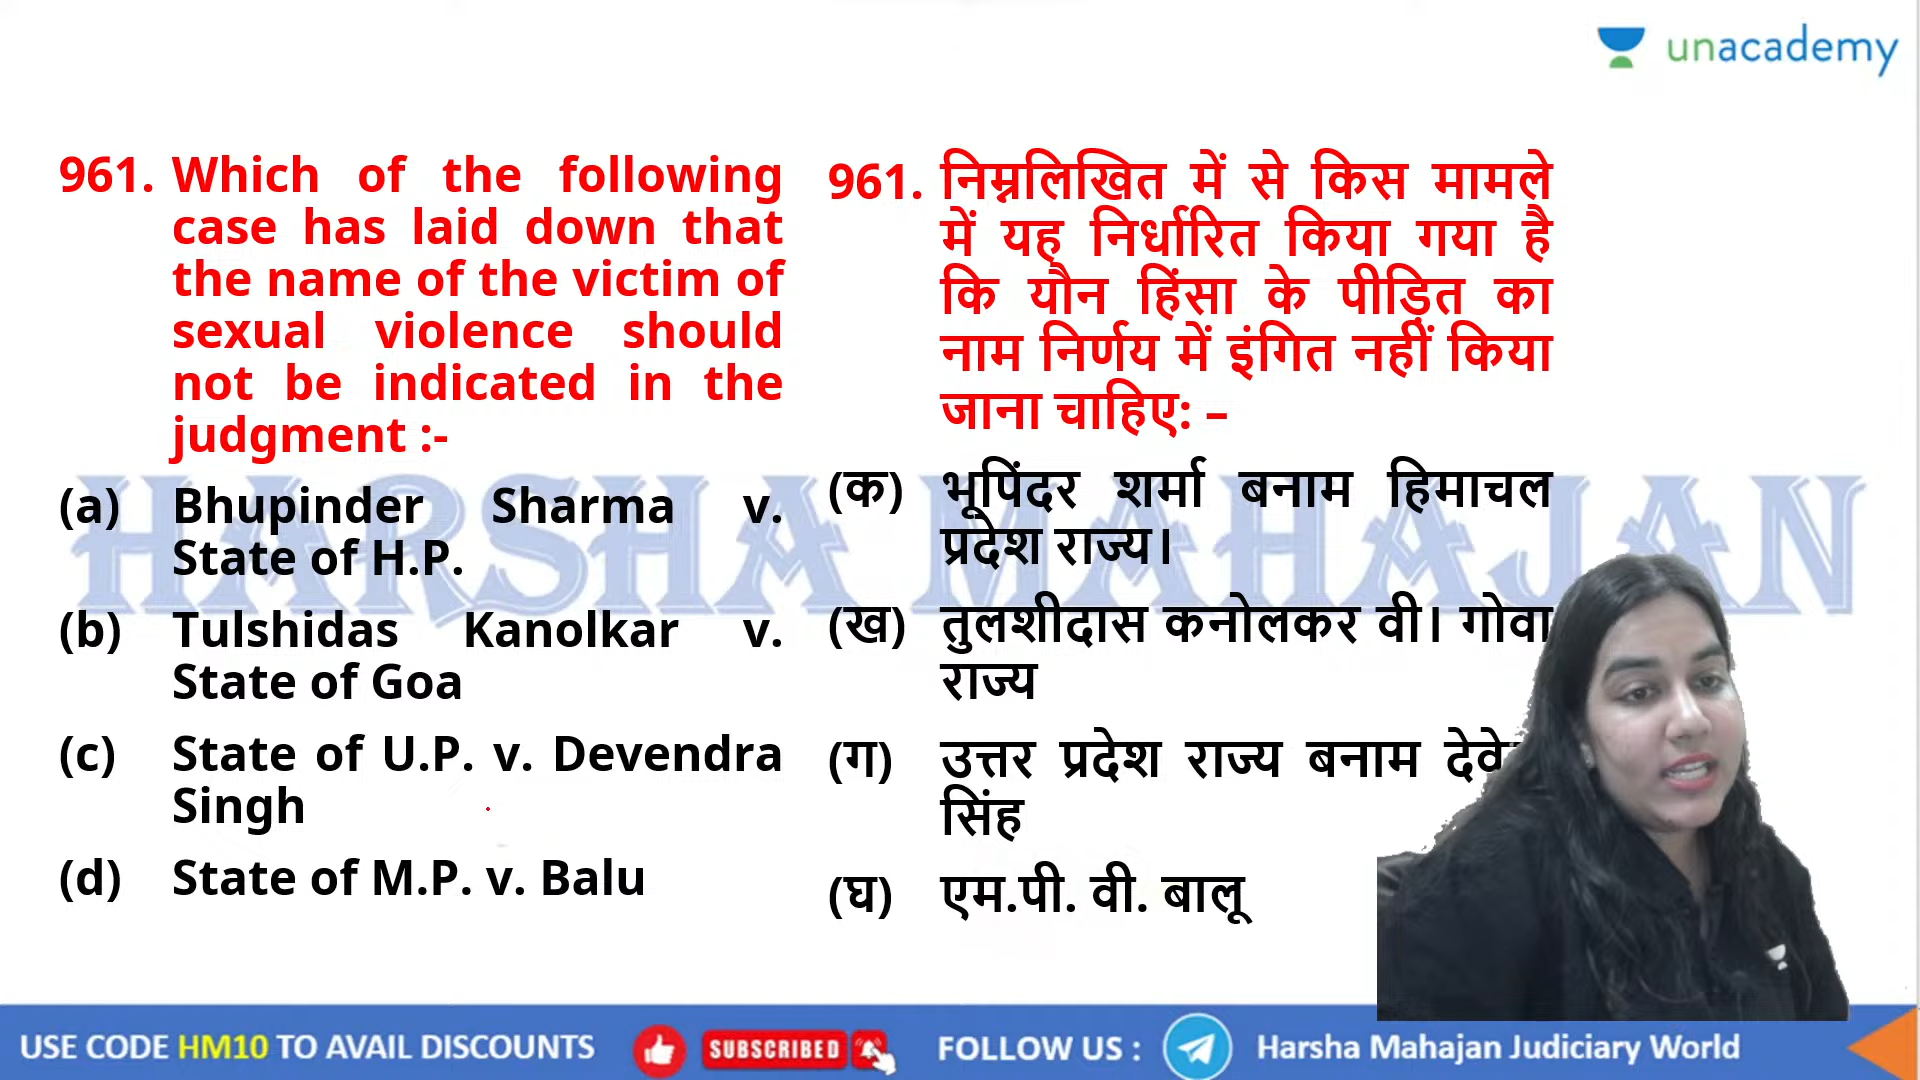 unacademy
961. Which of the following
case has laid down that
the name of the victim of
sexual violence should
not be indicated in the
judgment :-
(a) Bhupinder Sharma v.
State of H.P.
(b) Tulshidas Kanolkar v.
State of Goa
(c) State of U.P. v. Devendra
Singh
(d) State of M.P. v. Balu
961. निम्नलिखित में से किस मामले
में यह निर्धारित किया गया है
कि यौन हिंसा के पीड़ित का
नाम निर्णय में इंगित नहीं किया
जाना चाहिए: –
(क) भूपिंदर शर्मा बनाम हिमाचल
प्रदेश राज्य।
(ख) तुलशीदास कनोलकर वी। गोवा
राज्य
(ग) उत्तर प्रदेश राज्य बनाम
सिंह
(घ) एम.पी. वी. बालू
HARSHA MAHAJAN
USE CODE HM10 TO AVAIL DISCOUNTS
SUBSCRIBED
FOLLOW US :
Harsha Mahajan Judiciary World